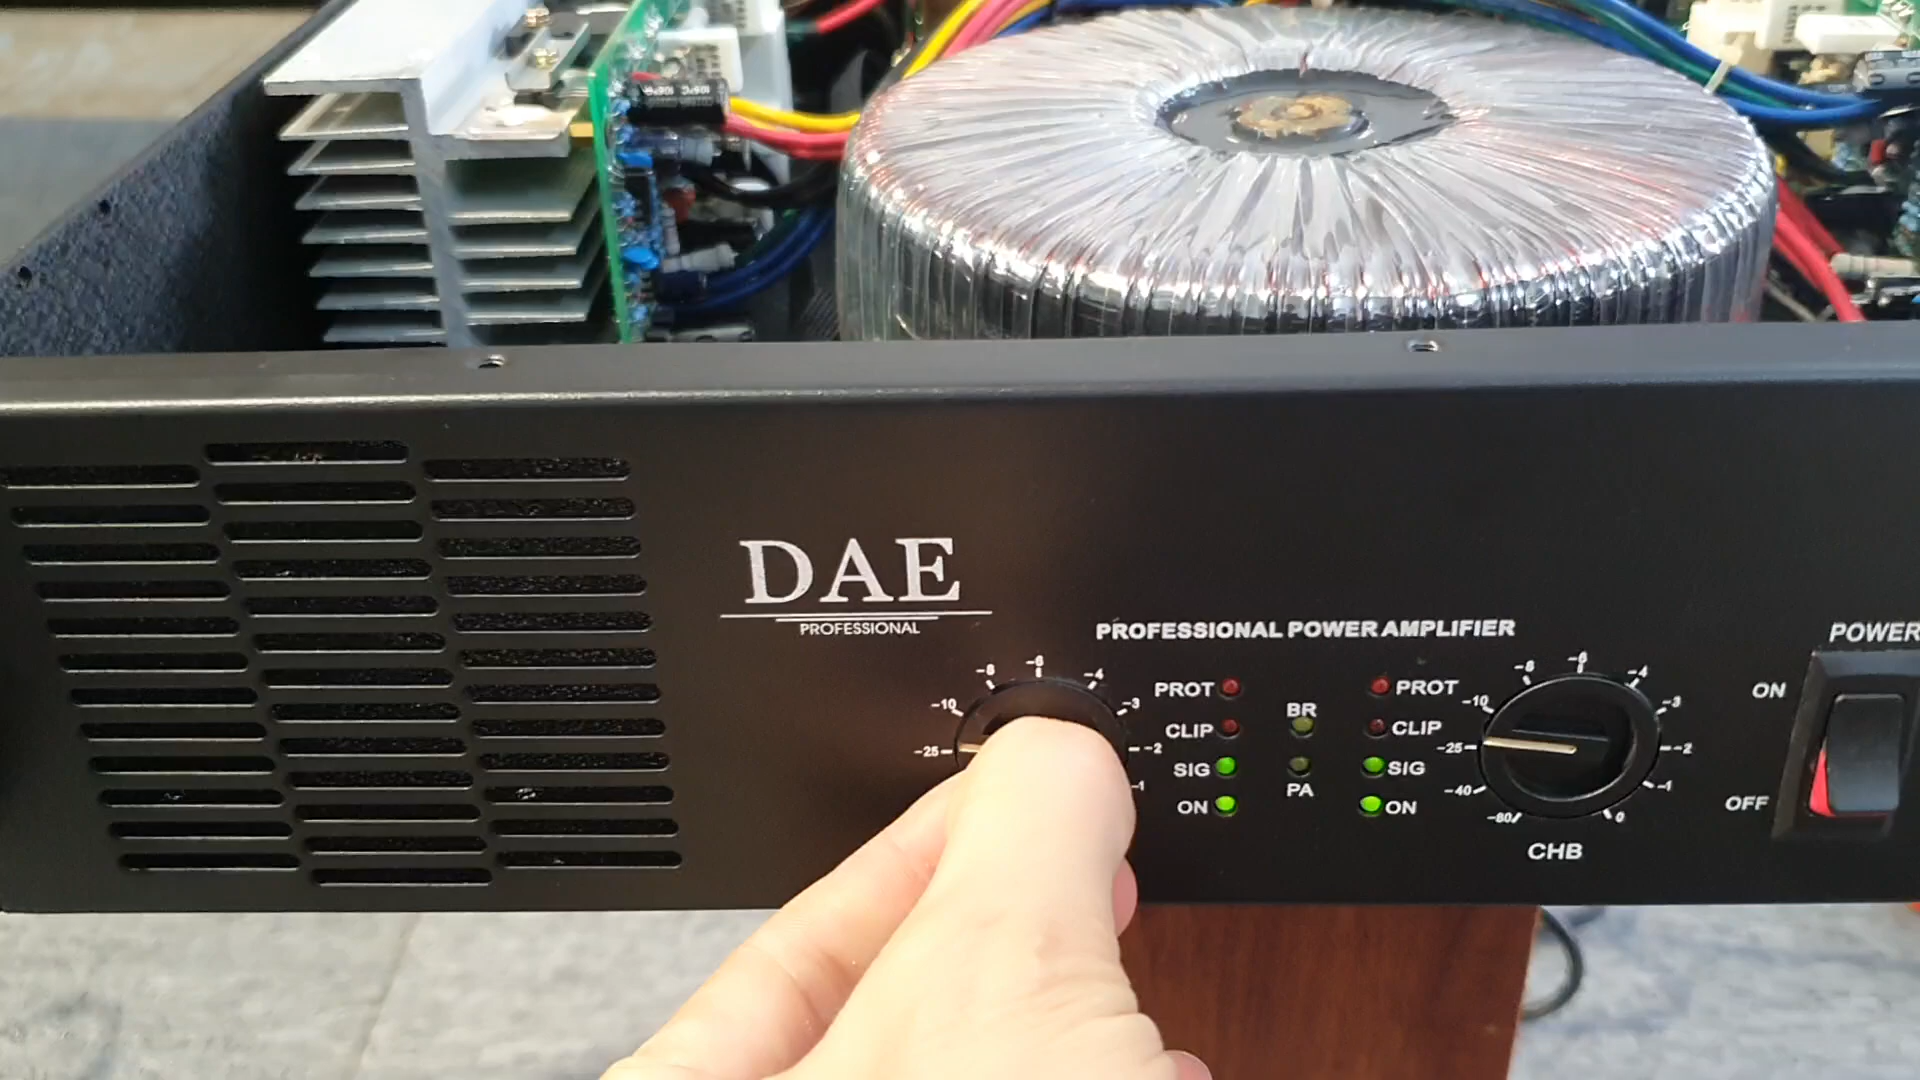 105°C 105°C
DAE
PROFESSIONAL
PROFESSIONAL POWER AMPLIFIER
POWER
-10 -8 -6 -4 -3
-25 -2
-1
PROT
CLIP
SIG
ON
BR
PA
PROT
CLIP
SIG
ON
-10 -8 -6 -4 -3
-25 -2
-40 -1
-80 0
CHB
ON
OFF